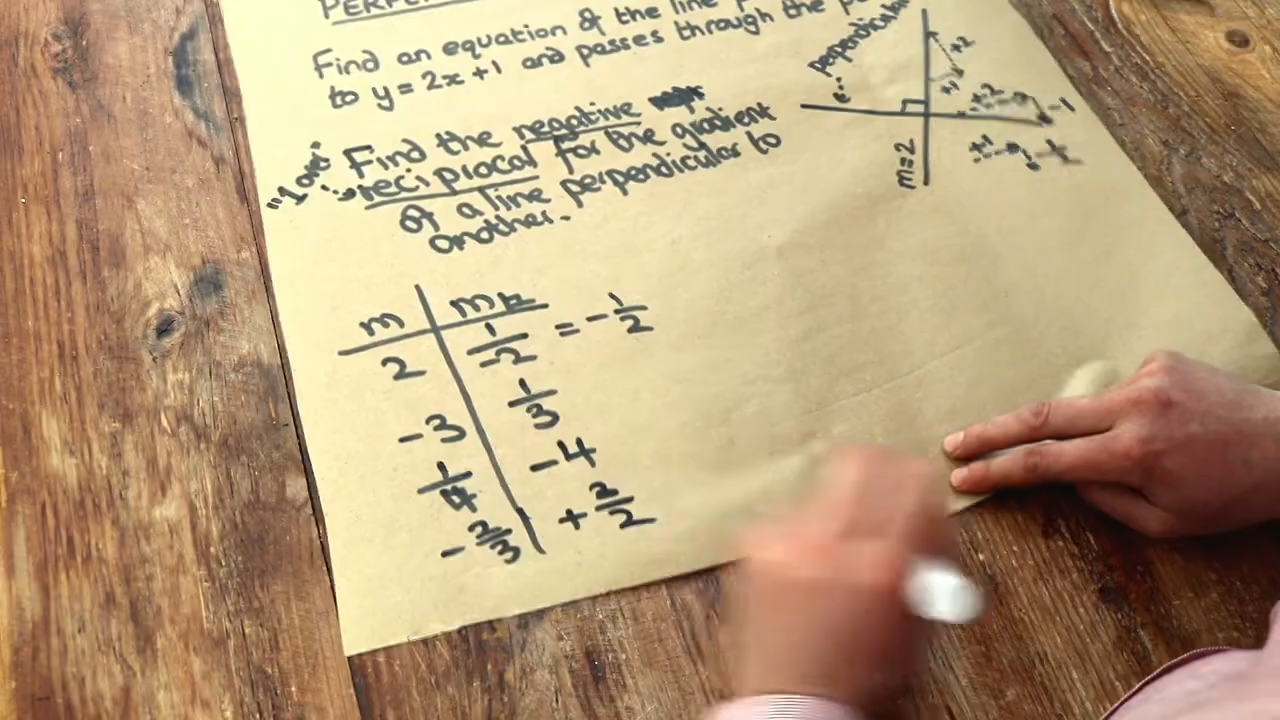 PERPE
Find an equation of the line p
to y = 2x + 1 and passes through the p
"1 over" Find the negative
reciprocal for the gradient
of a line perpendicular to
another.
m
2 1/-2 = -1/2
-3 1/3
1/4 -4
-2/3 + 3/2
perpendicular
+2
+1
+2
-1
+1
m=2